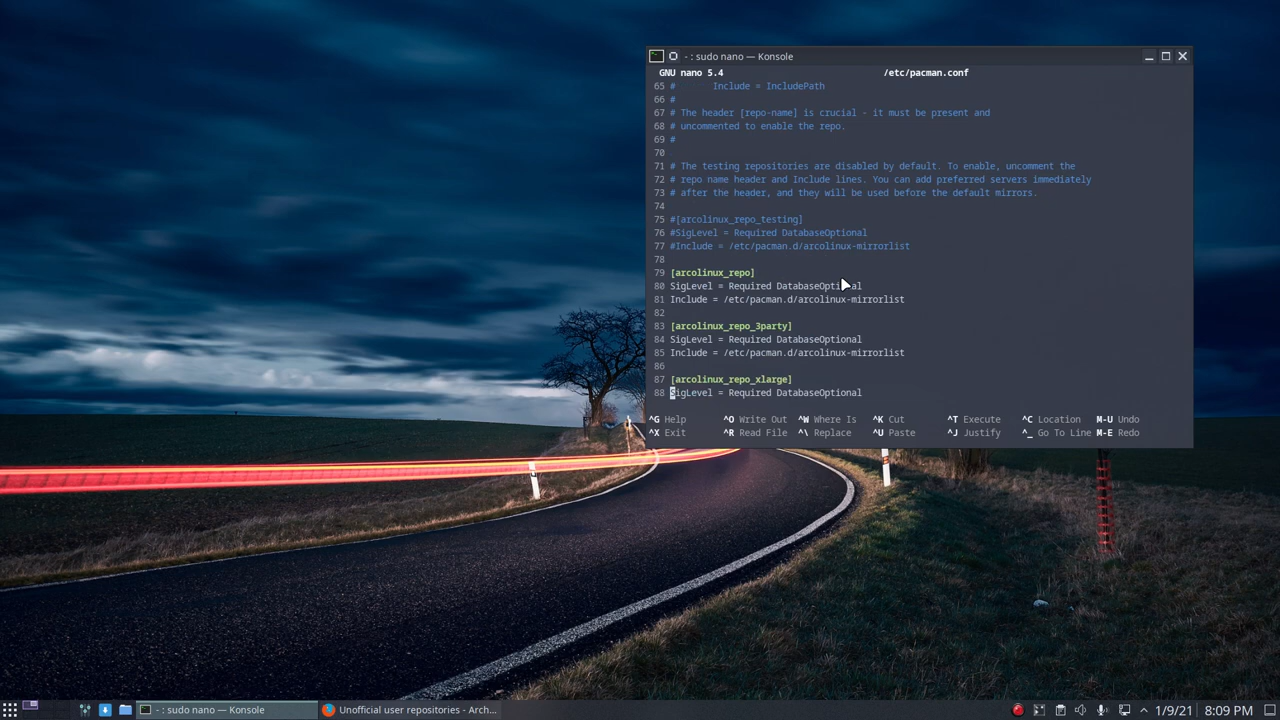 - : sudo nano — Konsole
GNU nano 5.4 /etc/pacman.conf
65 # Include = IncludePath
66 #
67 # The header [repo-name] is crucial - it must be present and
68 # uncommented to enable the repo.
69 #
70
71 # The testing repositories are disabled by default. To enable, uncomment the
72 # repo name header and Include lines. You can add preferred servers immediately
73 # after the header, and they will be used before the default mirrors.
74
75 #[arcolinux_repo_testing]
76 #SigLevel = Required DatabaseOptional
77 #Include = /etc/pacman.d/arcolinux-mirrorlist
78
79 [arcolinux_repo]
80 SigLevel = Required DatabaseOptional
81 Include = /etc/pacman.d/arcolinux-mirrorlist
82
83 [arcolinux_repo_3party]
84 SigLevel = Required DatabaseOptional
85 Include = /etc/pacman.d/arcolinux-mirrorlist
86
87 [arcolinux_repo_xlarge]
88 SigLevel = Required DatabaseOptional
^G Help ^O Write Out ^W Where Is ^K Cut ^T Execute ^C Location M-U Undo
^X Exit ^R Read File ^\ Replace ^U Paste ^J Justify ^_ Go To Line M-E Redo
- : sudo nano — Konsole
Unofficial user repositories - Arch...
1/9/21 8:09 PM